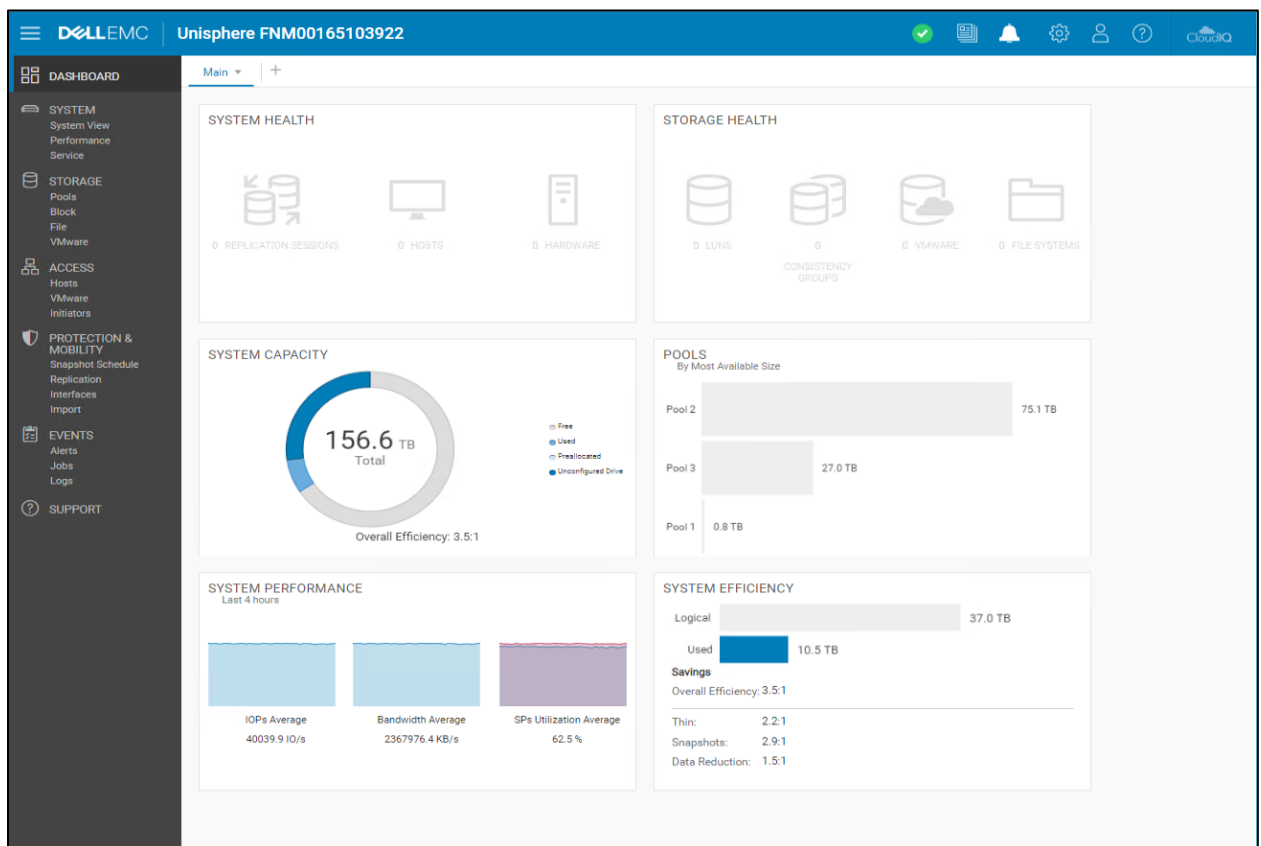 DELLEMC
Unisphere FNM00165103922
CloudIQ
DASHBOARD
SYSTEM
System View
Performance
Service
STORAGE
Pools
Block
File
VMware
ACCESS
Hosts
VMware
Initiators
PROTECTION &
MOBILITY
Snapshot Schedule
Replication
Interfaces
Import
EVENTS
Alerts
Jobs
Logs
SUPPORT
Main
SYSTEM HEALTH
0 REPLICATION SESSIONS
0 HOSTS
0 HARDWARE
STORAGE HEALTH
0 LUNS
0
CONSISTENCY
GROUPS
0 VMWARE
0 FILE SYSTEMS
SYSTEM CAPACITY
156.6 TB
Total
Free
Used
Preallocated
Unconfigured Drive
Overall Efficiency: 3.5:1
POOLS
By Most Available Size
Pool 2 75.1 TB
Pool 3 27.0 TB
Pool 1 0.8 TB
SYSTEM PERFORMANCE
Last 4 hours
IOPs Average
40039.9 IO/s
Bandwidth Average
2367976.4 KB/s
SPs Utilization Average
62.5 %
SYSTEM EFFICIENCY
Logical 37.0 TB
Used 10.5 TB
Savings
Overall Efficiency: 3.5:1
Thin: 2.2:1
Snapshots: 2.9:1
Data Reduction: 1.5:1